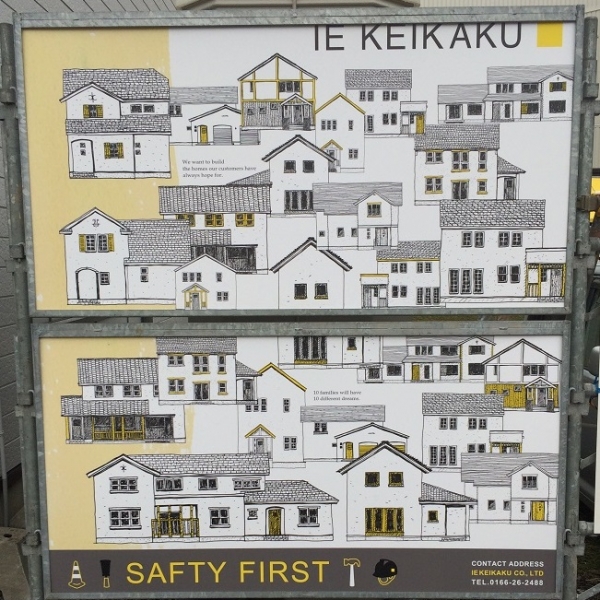 IE KEIKAKU
We want to build
the homes our customers have
always hope for.
10 families will have
10 different dreams.
SAFTY FIRST
CONTACT ADDRESS
IEKEIKAKU CO., LTD
TEL.0166-26-2488